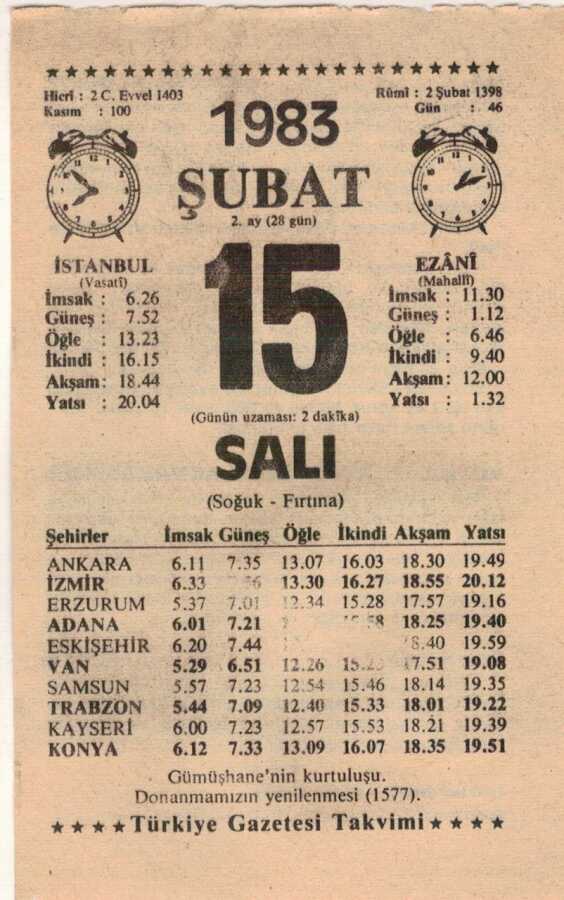 Hicrî : 2 C. Evvel 1403
Kasım : 100
1983
Rûmî : 2 Şubat 1398
Gün : 46
ŞUBAT
2. ay (28 gün)
15
İSTANBUL
(Vasatî)
İmsak : 6.26
Güneş : 7.52
Öğle : 13.23
İkindi : 16.15
Akşam : 18.44
Yatsı : 20.04
EZÂNÎ
(Mahallî)
İmsak : 11.30
Güneş : 1.12
Öğle : 6.46
İkindi : 9.40
Akşam : 12.00
Yatsı : 1.32
(Günün uzaması: 2 dakîka)
SALI
(Soğuk - Fırtına)
Şehirler İmsak Güneş Öğle İkindi Akşam Yatsı
ANKARA 6.11 7.35 13.07 16.03 18.30 19.49
İZMİR 6.33 13.30 16.27 18.55 20.12
ERZURUM 5.37 7.01 12.34 15.28 17.57 19.16
ADANA 6.01 7.21 18.25 19.40
ESKİŞEHİR 6.20 7.44 18.40 19.59
VAN 5.29 6.51 12.26 17.51 19.08
SAMSUN 5.57 7.23 12.54 15.46 18.14 19.35
TRABZON 5.44 7.09 12.40 15.33 18.01 19.22
KAYSERİ 6.00 7.23 12.57 15.53 18.21 19.39
KONYA 6.12 7.33 13.09 16.07 18.35 19.51
Gümüşhane'nin kurtuluşu.
Donanmamızın yenilenmesi (1577).
★★★★Türkiye Gazetesi Takvimi★★★★